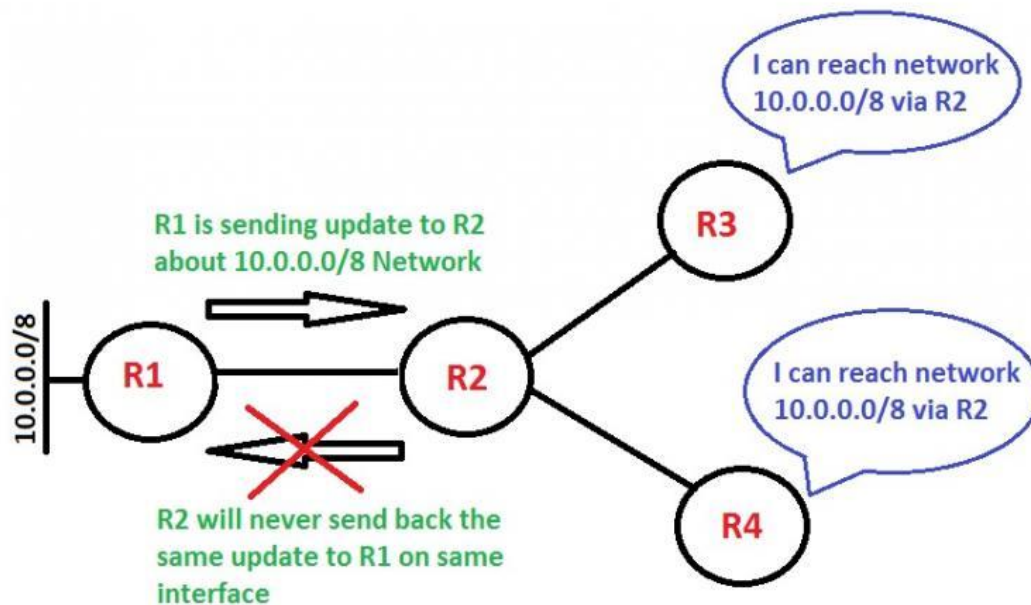 I can reach network
10.0.0.0/8 via R2
R3
R1 is sending update to R2
about 10.0.0.0/8 Network
10.0.0.0/8
R1
R2
I can reach network
10.0.0.0/8 via R2
R2 will never send back the
same update to R1 on same
interface
R4